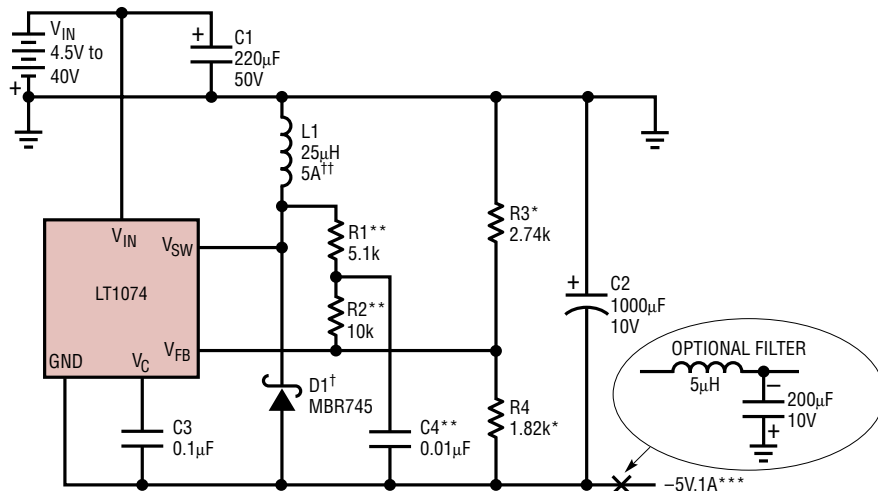 VIN
4.5V to
40V
+
+
C1
220µF
50V
L1
25µH
5A††
VIN
VSW
LT1074
GND
VC
VFB
R1**
5.1k
R2**
10k
R3*
2.74k
+
C2
1000µF
10V
D1†
MBR745
C3
0.1µF
C4**
0.01µF
R4
1.82k*
OPTIONAL FILTER
5µH
–
200µF
10V
+
–5V,1A***